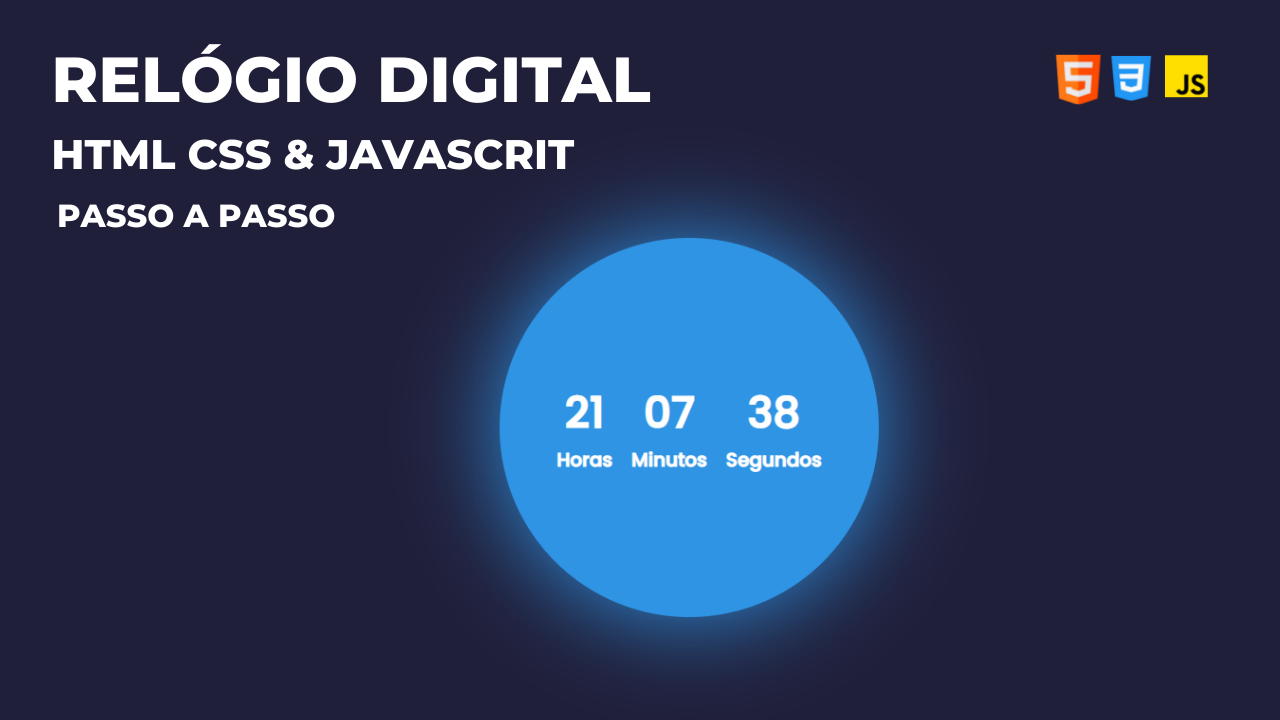 RELÓGIO DIGITAL
HTML CSS & JAVASCRIT
PASSO A PASSO
5 3 JS
21 07 38
Horas Minutos Segundos